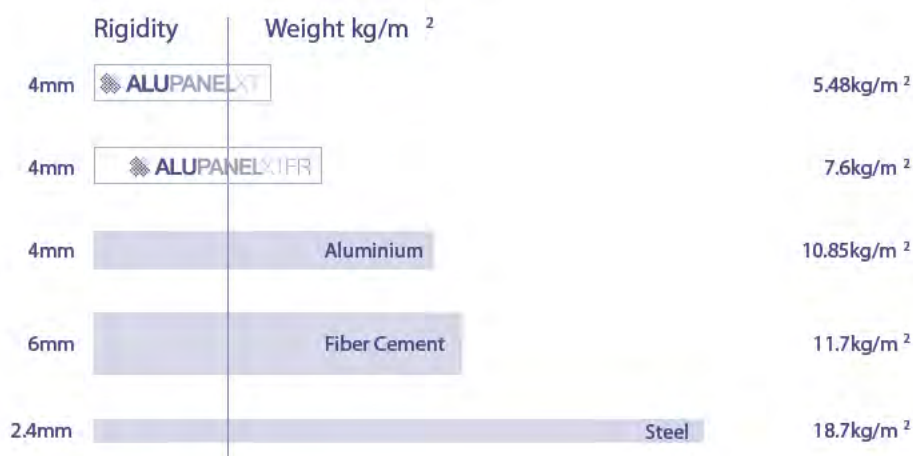 Rigidity Weight kg/m ²
4mm ALUPANELXT 5.48kg/m ²
4mm ALUPANELXTFR 7.6kg/m ²
4mm Aluminium 10.85kg/m ²
6mm Fiber Cement 11.7kg/m ²
2.4mm Steel 18.7kg/m ²